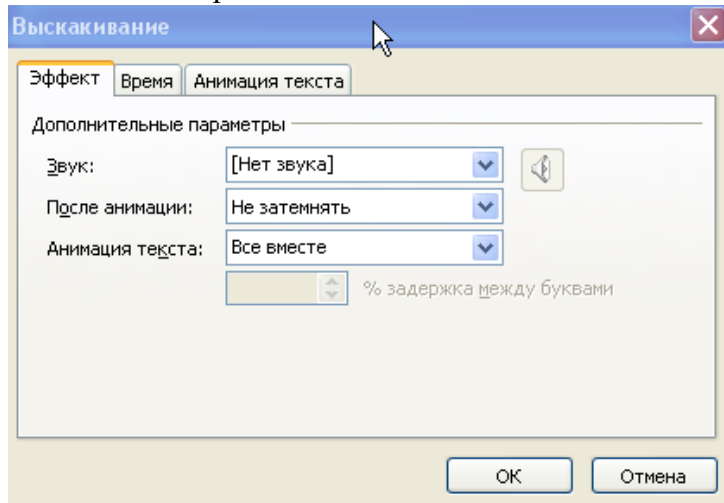 Выскакивание
Эффект Время Анимация текста
Дополнительные параметры
Звук: [Нет звука]
После анимации: Не затемнять
Анимация текста: Все вместе
% задержка между буквами
ОК Отмена